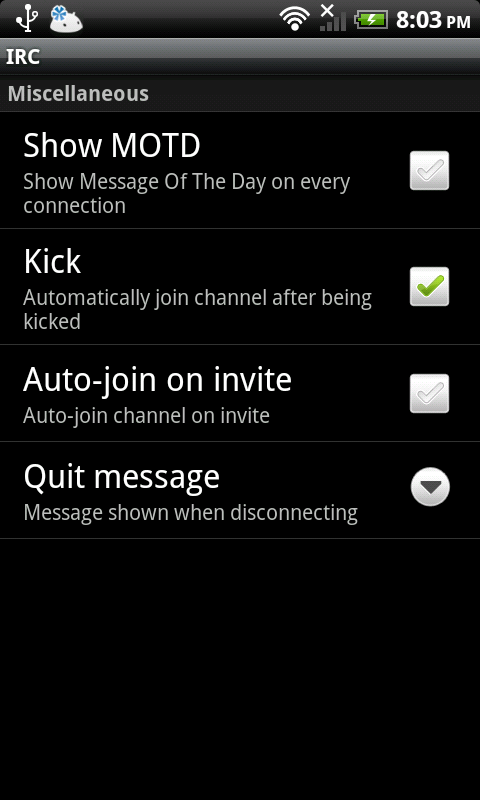 8:03 PM
IRC
Miscellaneous
Show MOTD
Show Message Of The Day on every
connection
Kick
Automatically join channel after being
kicked
Auto-join on invite
Auto-join channel on invite
Quit message
Message shown when disconnecting